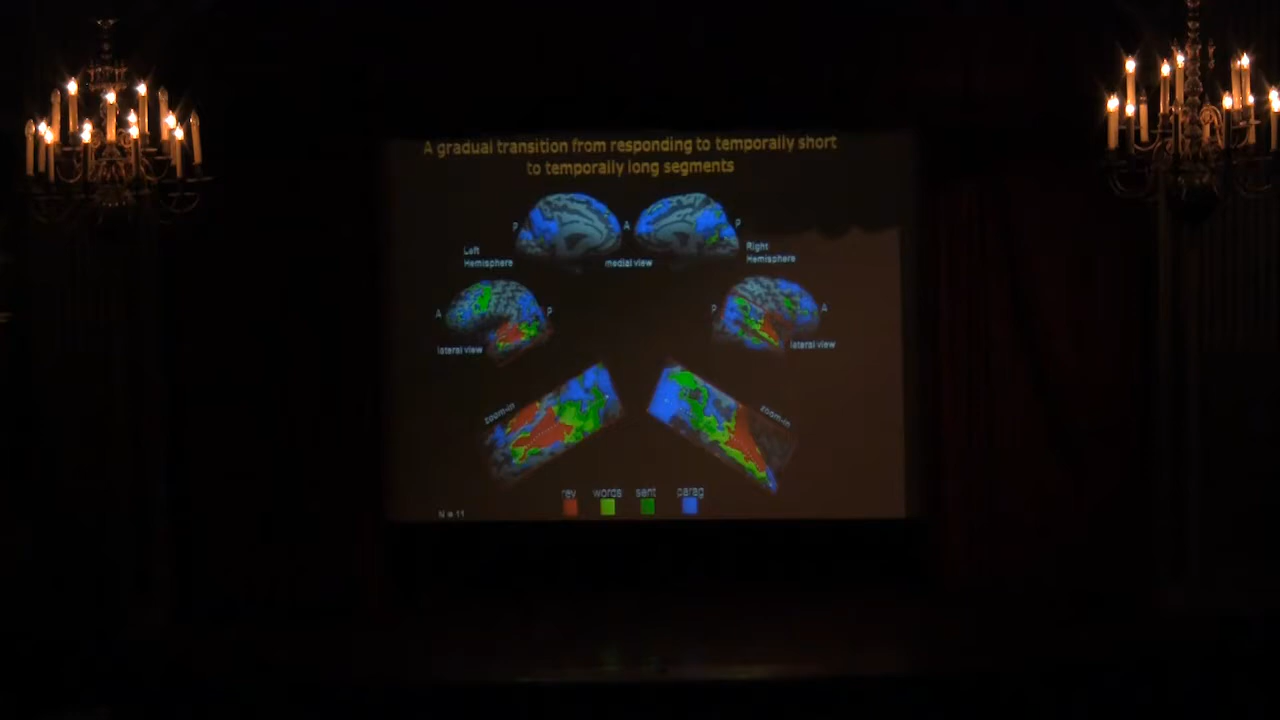 A gradual transition from responding to temporally short
to temporally long segments
P A P
Left
Hemisphere
medial view
Right
Hemisphere
A P P A
lateral view
lateral view
zoom-in
zoom-in
rev words sent parag
N = 11